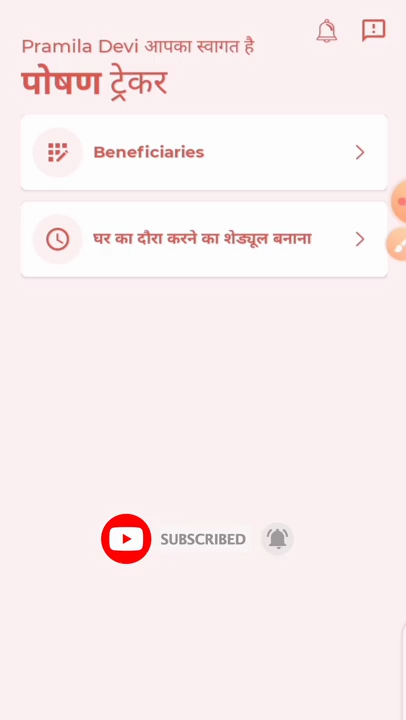 Pramila Devi आपका स्वागत है
पोषण ट्रेकर
Beneficiaries
घर का दौरा करने का शेड्यूल बनाना
SUBSCRIBED